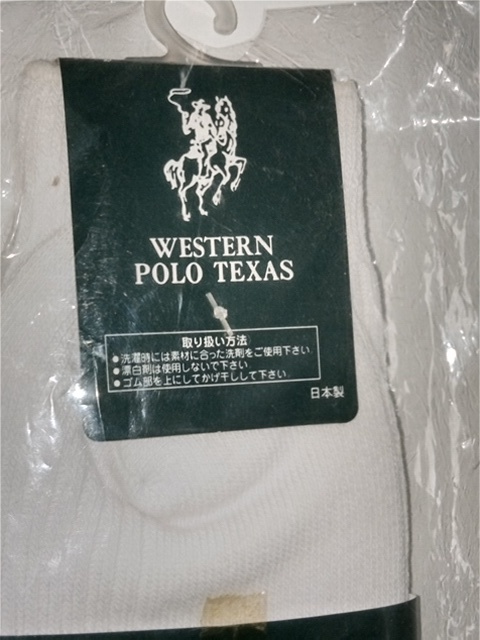 WESTERN
POLO TEXAS
取り扱い方法
●洗濯時には素材に合った洗剤をご使用下さい.
●漂白剤は使用しないで下さい
●ゴム部を上にしてかげ干しして下さい.
日本製